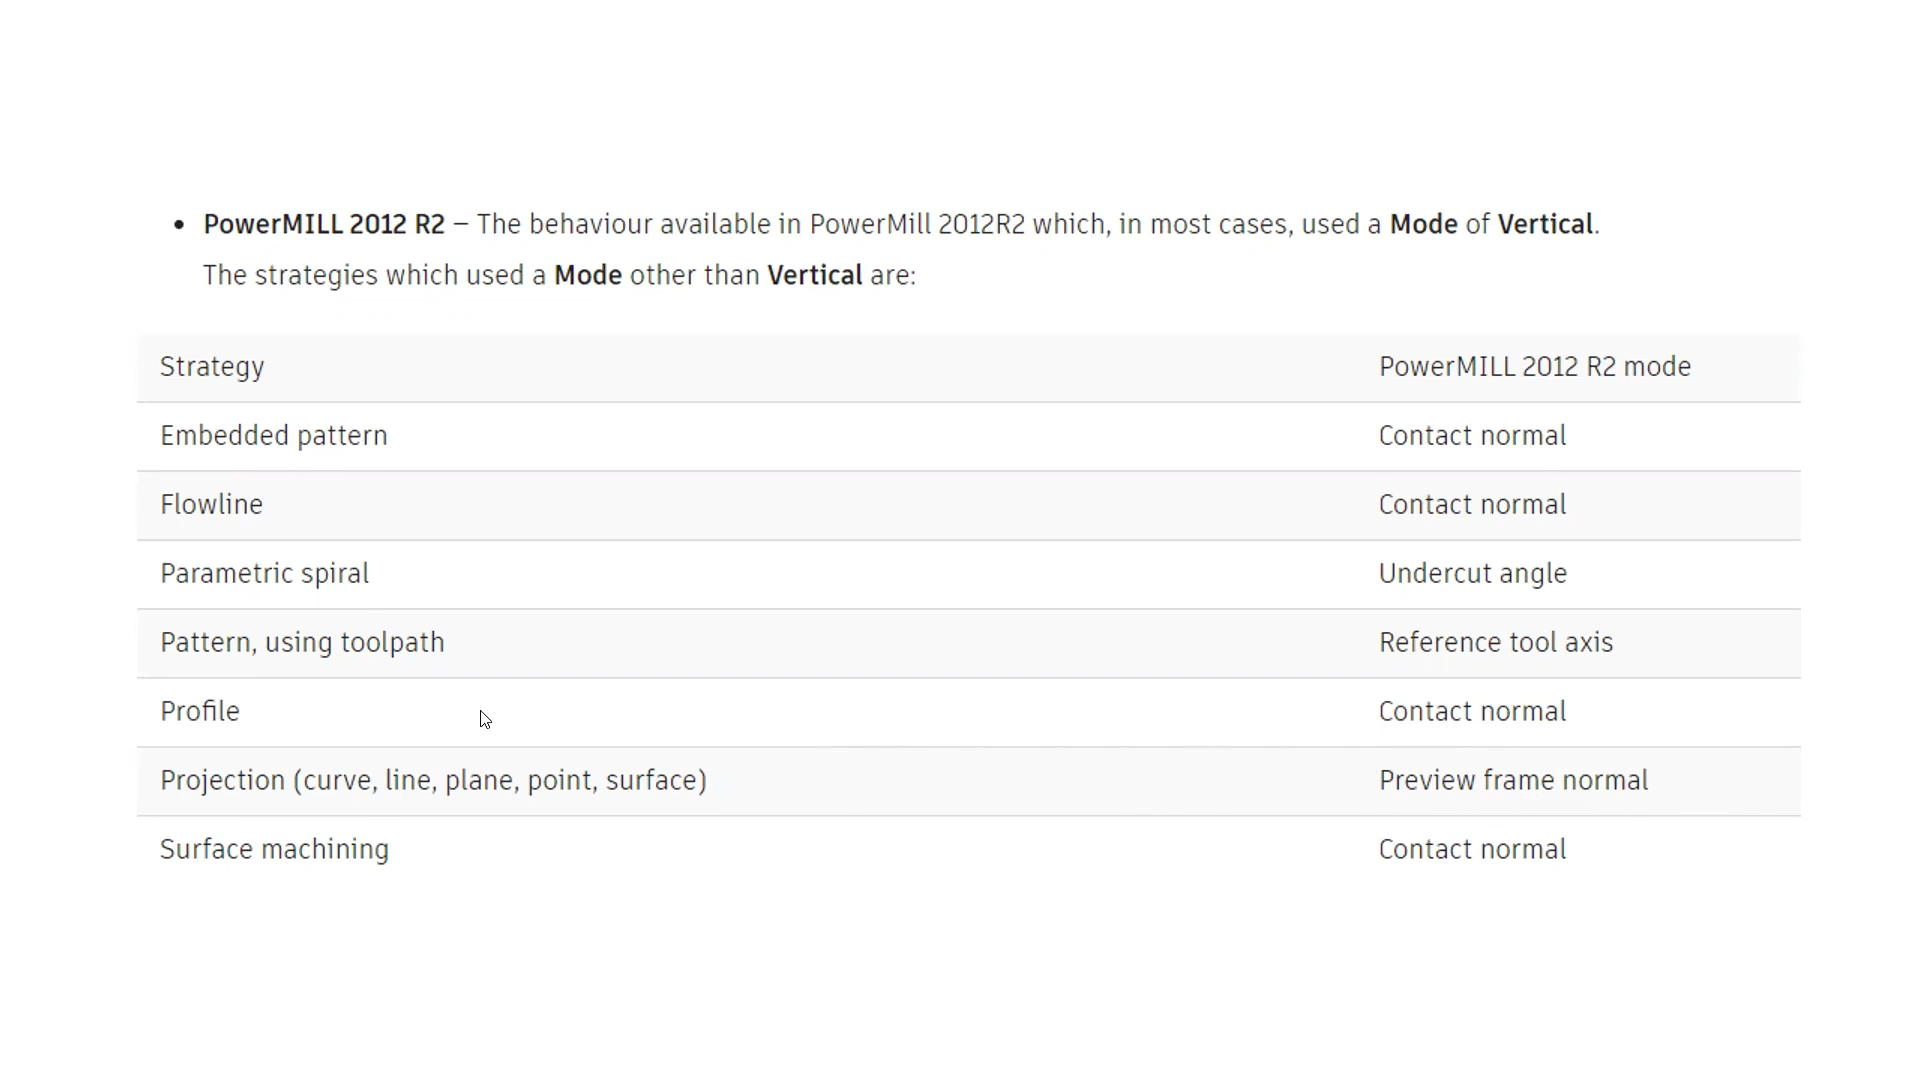 • PowerMILL 2012 R2 – The behaviour available in PowerMill 2012R2 which, in most cases, used a Mode of Vertical.
The strategies which used a Mode other than Vertical are:
Strategy PowerMILL 2012 R2 mode
Embedded pattern Contact normal
Flowline Contact normal
Parametric spiral Undercut angle
Pattern, using toolpath Reference tool axis
Profile Contact normal
Projection (curve, line, plane, point, surface) Preview frame normal
Surface machining Contact normal